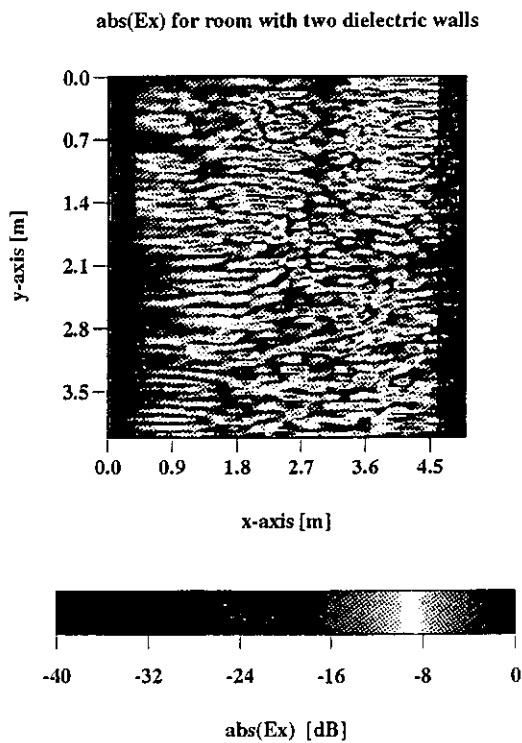 abs(Ex) for room with two dielectric walls
0.0
0.7
1.4
2.1
2.8
3.5
y-axis [m]
0.0 0.9 1.8 2.7 3.6 4.5
x-axis [m]
-40 -32 -24 -16 -8 0
abs(Ex) [dB]